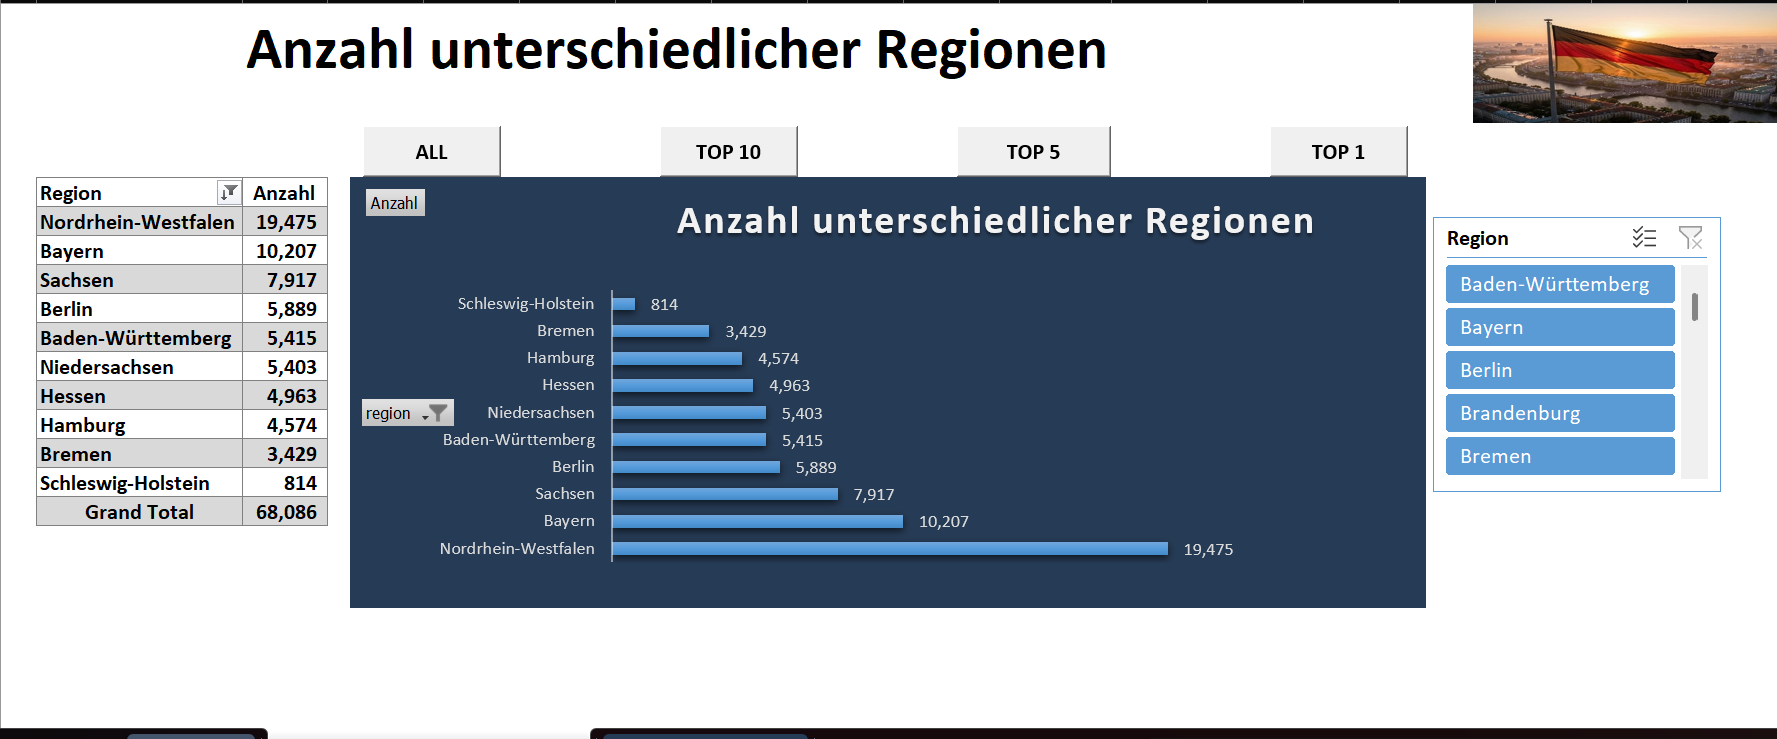 Anzahl unterschiedlicher Regionen
ALL
TOP 10
TOP 5
TOP 1
Region Anzahl
Nordrhein-Westfalen 19,475
Bayern 10,207
Sachsen 7,917
Berlin 5,889
Baden-Württemberg 5,415
Niedersachsen 5,403
Hessen 4,963
Hamburg 4,574
Bremen 3,429
Schleswig-Holstein 814
Grand Total 68,086
Anzahl
Anzahl unterschiedlicher Regionen
Schleswig-Holstein 814
Bremen 3,429
Hamburg 4,574
Hessen 4,963
region
Niedersachsen 5,403
Baden-Württemberg 5,415
Berlin 5,889
Sachsen 7,917
Bayern 10,207
Nordrhein-Westfalen 19,475
Region
Baden-Württemberg
Bayern
Berlin
Brandenburg
Bremen